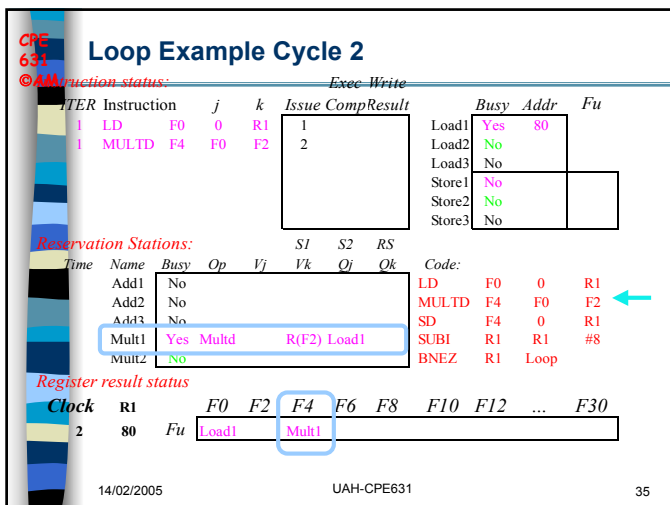 CPE
631
©AM
Loop Example Cycle 2
Instruction status: Exec Write
ITER Instruction j k Issue Comp Result Busy Addr Fu
1 LD F0 0 R1 1 Load1 Yes 80
1 MULTD F4 F0 F2 2 Load2 No
Load3 No
Store1 No
Store2 No
Store3 No
Reservation Stations: S1 S2 RS
Time Name Busy Op Vj Vk Qj Qk Code:
Add1 No LD F0 0 R1
Add2 No MULTD F4 F0 F2
Add3 No SD F4 0 R1
Mult1 Yes Multd R(F2) Load1 SUBI R1 R1 #8
Mult2 No BNEZ R1 Loop
Register result status
Clock R1 F0 F2 F4 F6 F8 F10 F12 ... F30
2 80 Fu Load1 Mult1
14/02/2005 UAH-CPE631 35